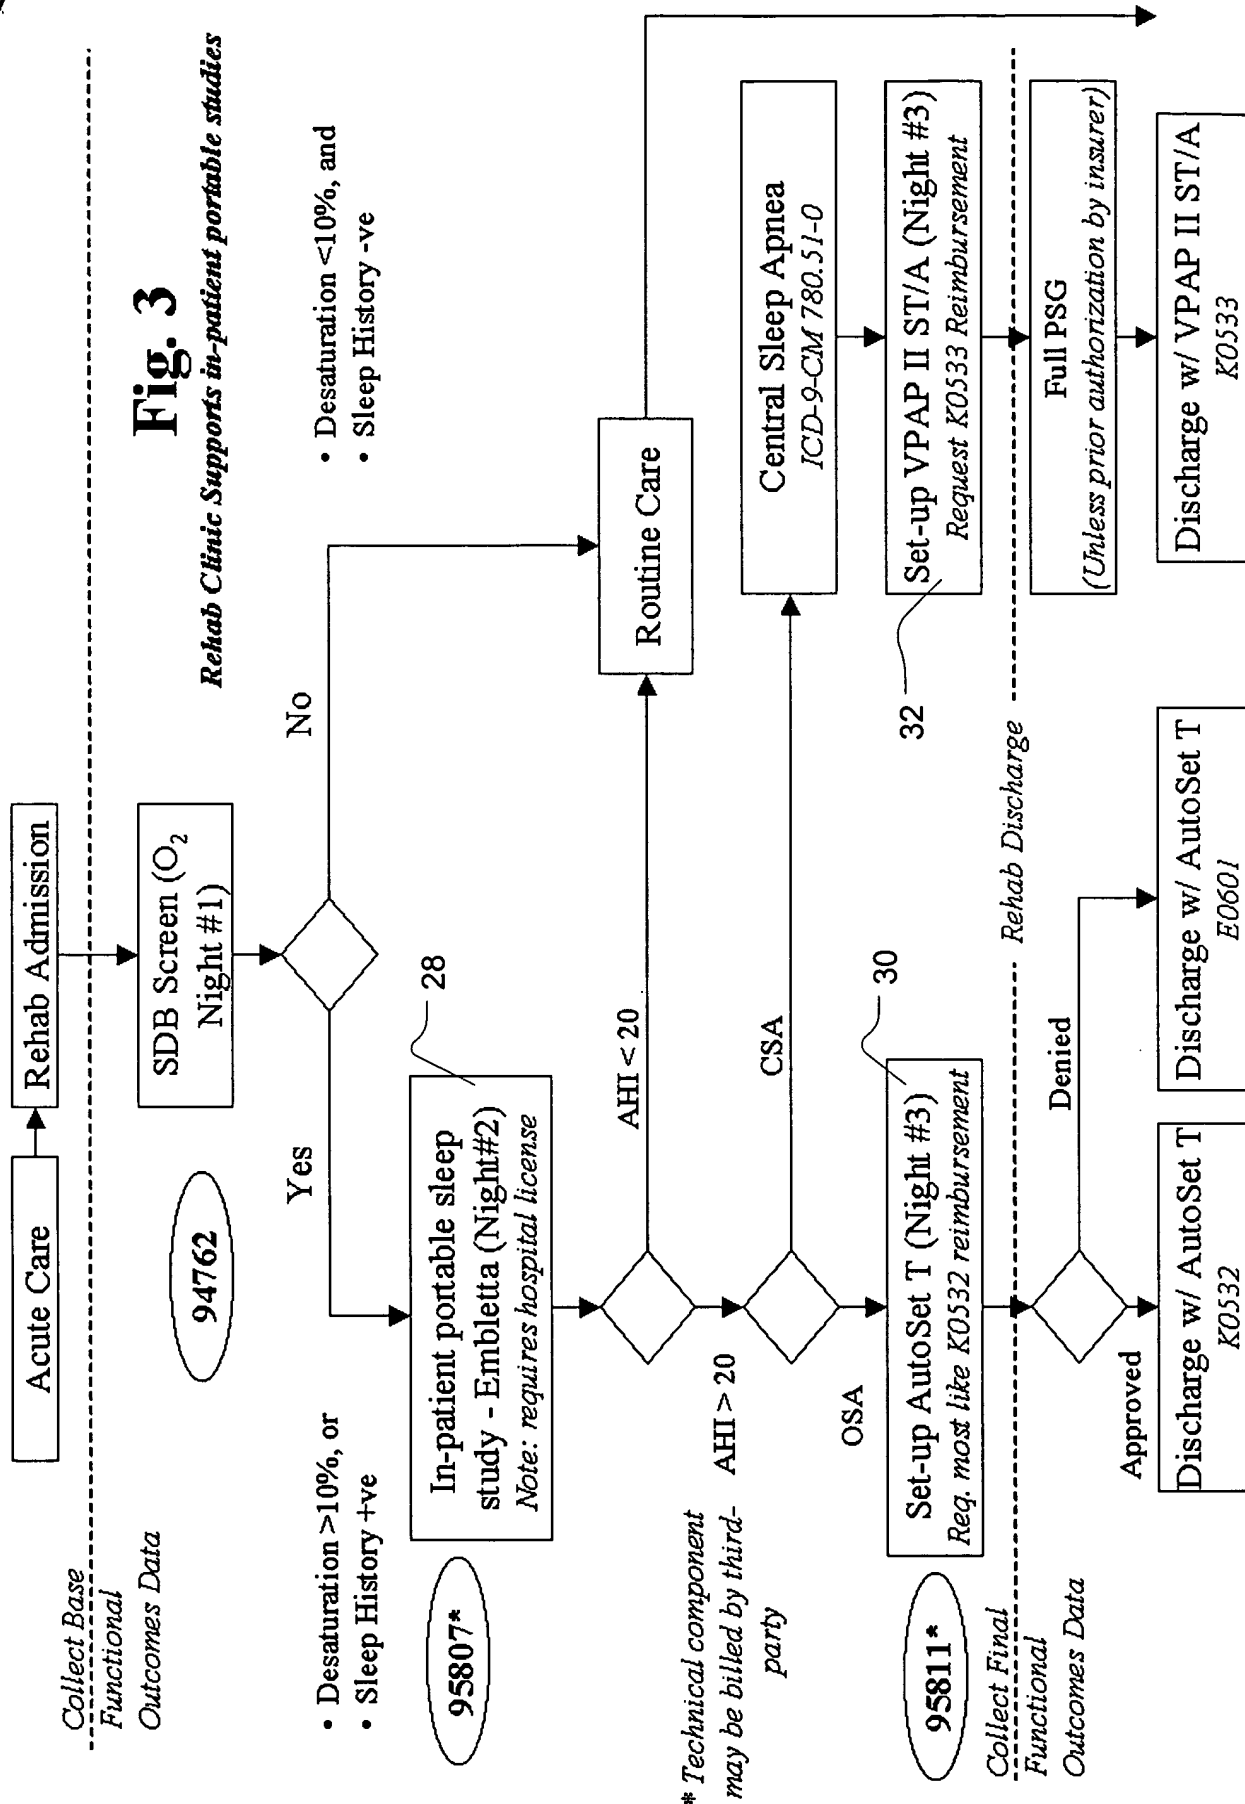 Fig. 3
Rehab Clinic Supports in-patient portable studies
Acute Care
Rehab Admission
Collect Base
Functional
Outcomes Data
94762
SDB Screen (O2
Night #1)
• Desaturation >10%, or
• Sleep History +ve
Yes
No
• Desaturation <10%, and
• Sleep History -ve
95807*
In-patient portable sleep
study - Embletta (Night#2)
Note: requires hospital license
28
AHI < 20
Routine Care
* Technical component
may be billed by third-
party
AHI > 20
CSA
Central Sleep Apnea
ICD-9-CM 780.51-0
OSA
95811*
Set-up AutoSet T (Night #3)
Req. most like K0532 reimbursement
30
32
Set-up VPAP II ST/A (Night #3)
Request K0533 Reimbursement
Collect Final
Functional
Outcomes Data
Rehab Discharge
Full PSG
(Unless prior authorization by insurer)
Approved
Denied
Discharge w/ AutoSet T
K0532
Discharge w/ AutoSet T
E0601
Discharge w/ VPAP II ST/A
K0533